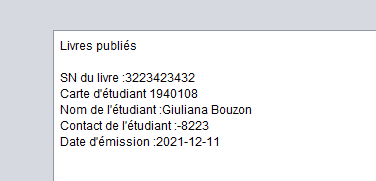 Livres publiés
SN du livre :3223423432
Carte d'étudiant 1940108
Nom de l'étudiant :Giuliana Bouzon
Contact de l'étudiant :-8223
Date d'émission :2021-12-11